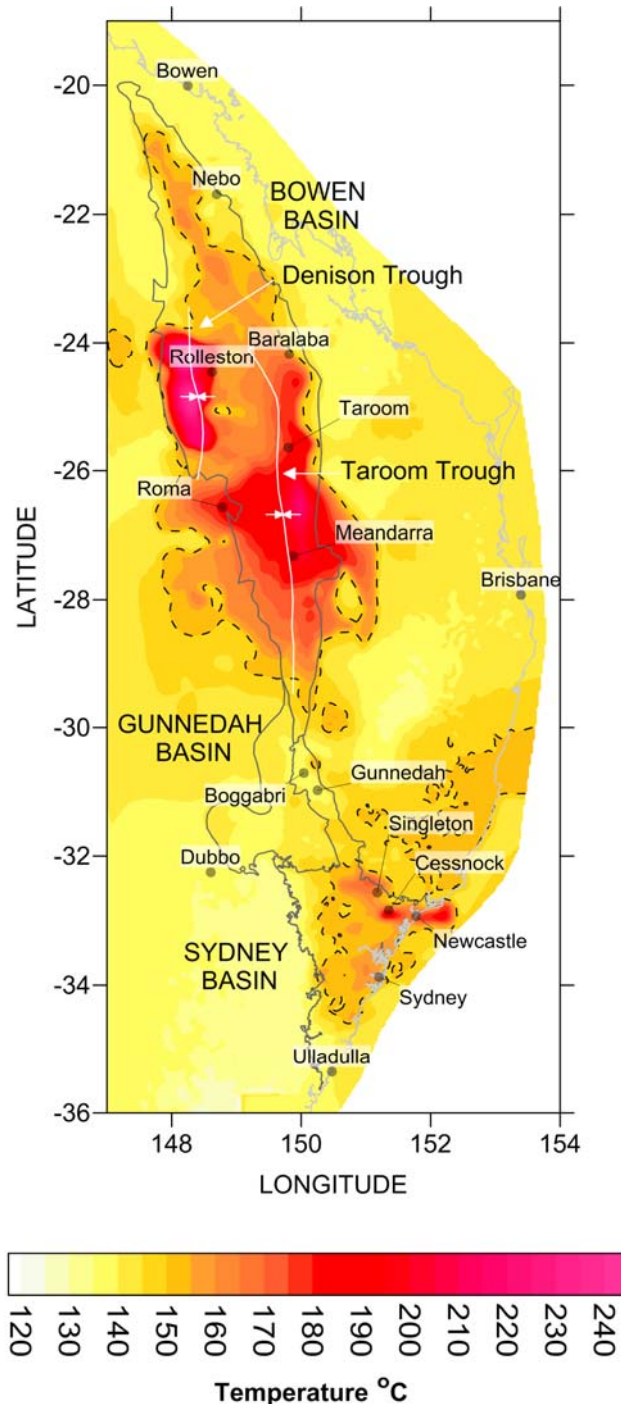 -20
Bowen
Nebo
-22
BOWEN
BASIN
Denison Trough
-24
Baralaba
Rolleston
Taroom
-26
Taroom Trough
Roma
Meandarra
LATITUDE
Brisbane
-28
-30
GUNNEDAH
BASIN
Gunnedah
Boggabri
Singleton
-32
Dubbo
Cessnock
SYDNEY
BASIN
Newcastle
-34
Sydney
Ulladulla
-36
148 150 152 154
LONGITUDE
120 130 140 150 160 170 180 190 200 210 220 230 240
Temperature °C